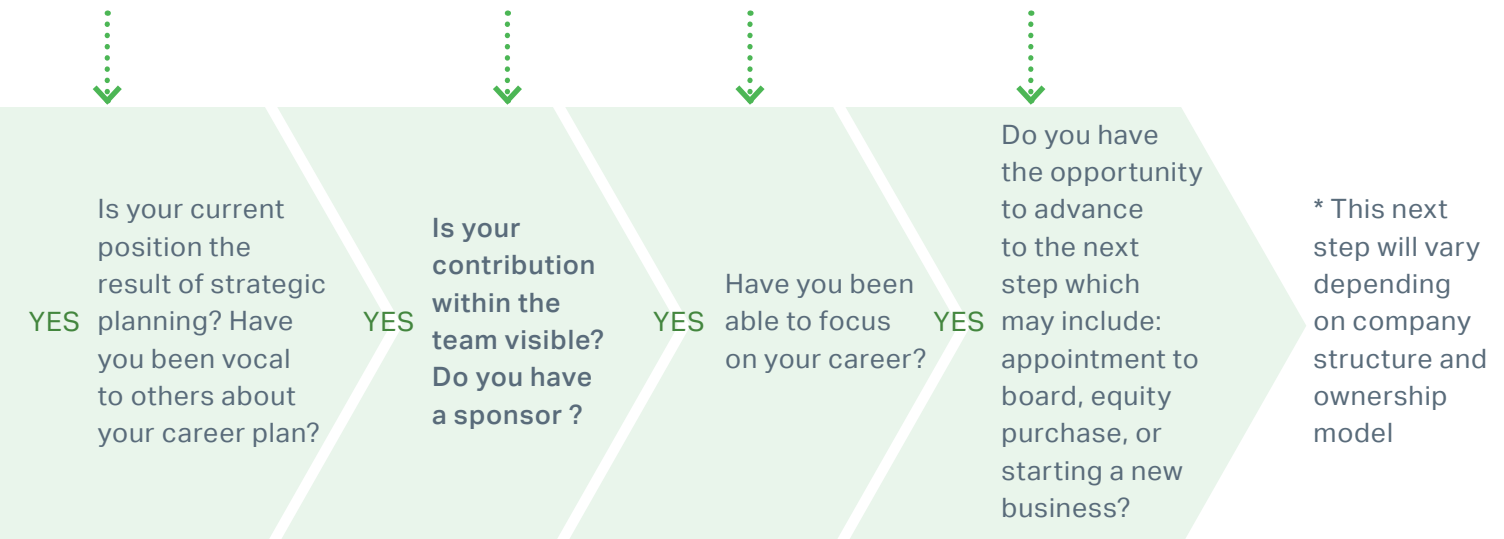 YES
Is your current
position the
result of strategic
planning? Have
you been vocal
to others about
your career plan?
YES
Is your
contribution
within the
team visible?
Do you have
a sponsor ?
YES
Have you been
able to focus
on your career?
YES
Do you have
the opportunity
to advance
to the next
step which
may include:
appointment to
board, equity
purchase, or
starting a new
business?
* This next
step will vary
depending
on company
structure and
ownership
model